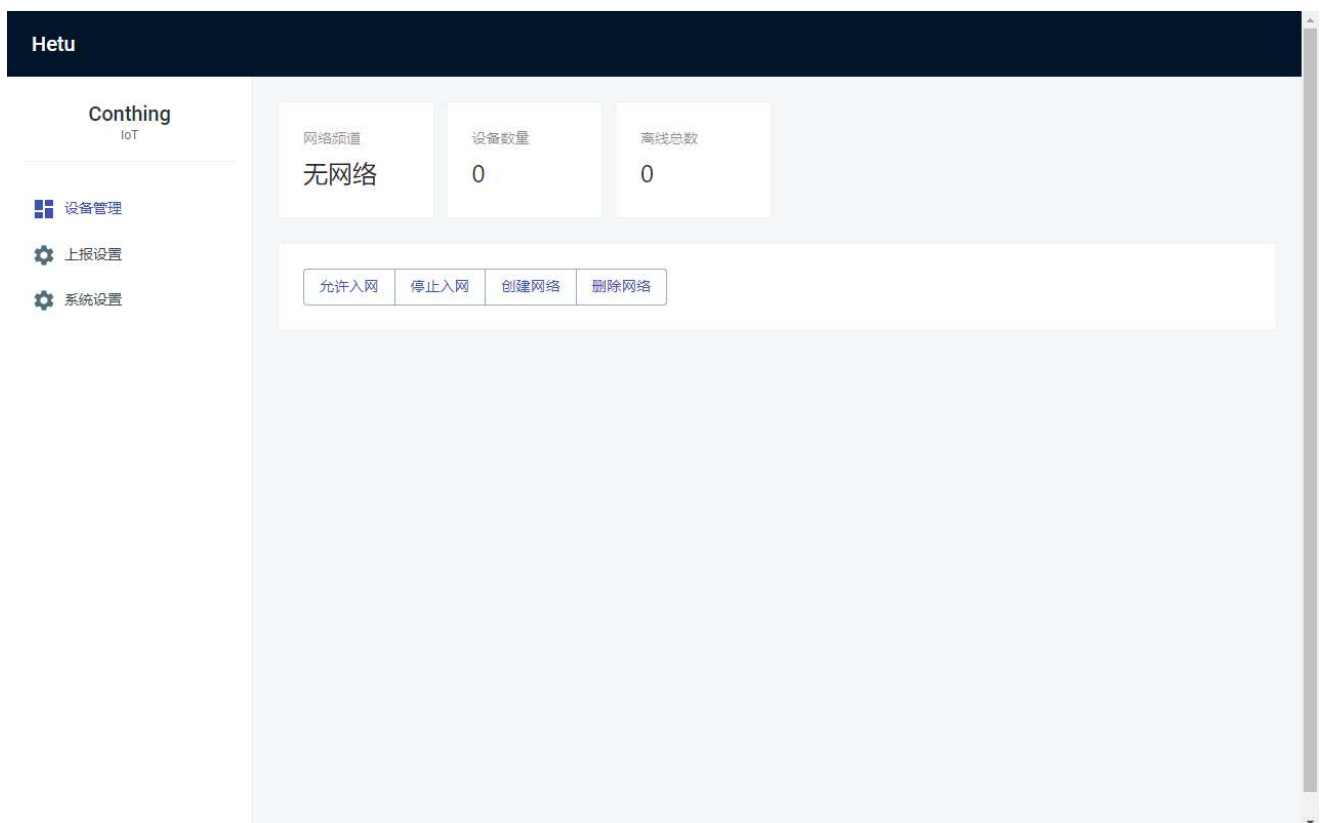 Hetu
Conthing
IoT
设备管理
上报设置
系统设置
网络频道
无网络
设备数量
0
离线总数
0
允许入网
停止入网
创建网络
删除网络